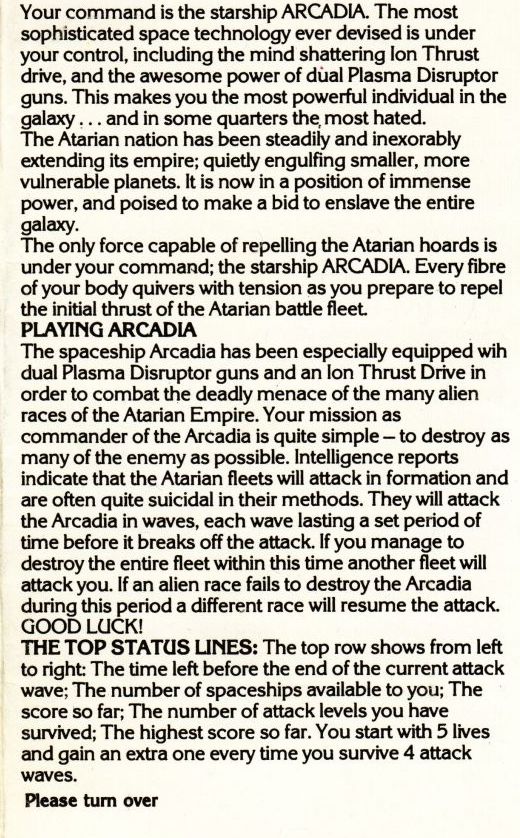 Your command is the starship ARCADIA. The most
sophisticated space technology ever devised is under
your control, including the mind shattering Ion Thrust
drive, and the awesome power of dual Plasma Disruptor
guns. This makes you the most powerful individual in the
galaxy . . . and in some quarters the most hated.
The Atarian nation has been steadily and inexorably
extending its empire; quietly engulfing smaller, more
vulnerable planets. It is now in a position of immense
power, and poised to make a bid to enslave the entire
galaxy.
The only force capable of repelling the Atarian hoards is
under your command; the starship ARCADIA. Every fibre
of your body quivers with tension as you prepare to repel
the initial thrust of the Atarian battle fleet.
PLAYING ARCADIA
The spaceship Arcadia has been especially equipped wih
dual Plasma Disruptor guns and an Ion Thrust Drive in
order to combat the deadly menace of the many alien
races of the Atarian Empire. Your mission as
commander of the Arcadia is quite simple – to destroy as
many of the enemy as possible. Intelligence reports
indicate that the Atarian fleets will attack in formation and
are often quite suicidal in their methods. They will attack
the Arcadia in waves, each wave lasting a set period of
time before it breaks off the attack. If you manage to
destroy the entire fleet within this time another fleet will
attack you. If an alien race fails to destroy the Arcadia
during this period a different race will resume the attack.
GOOD LUCK!
THE TOP STATUS LINES: The top row shows from left
to right: The time left before the end of the current attack
wave; The number of spaceships available to you; The
score so far; The number of attack levels you have
survived; The highest score so far. You start with 5 lives
and gain an extra one every time you survive 4 attack
waves.
Please turn over